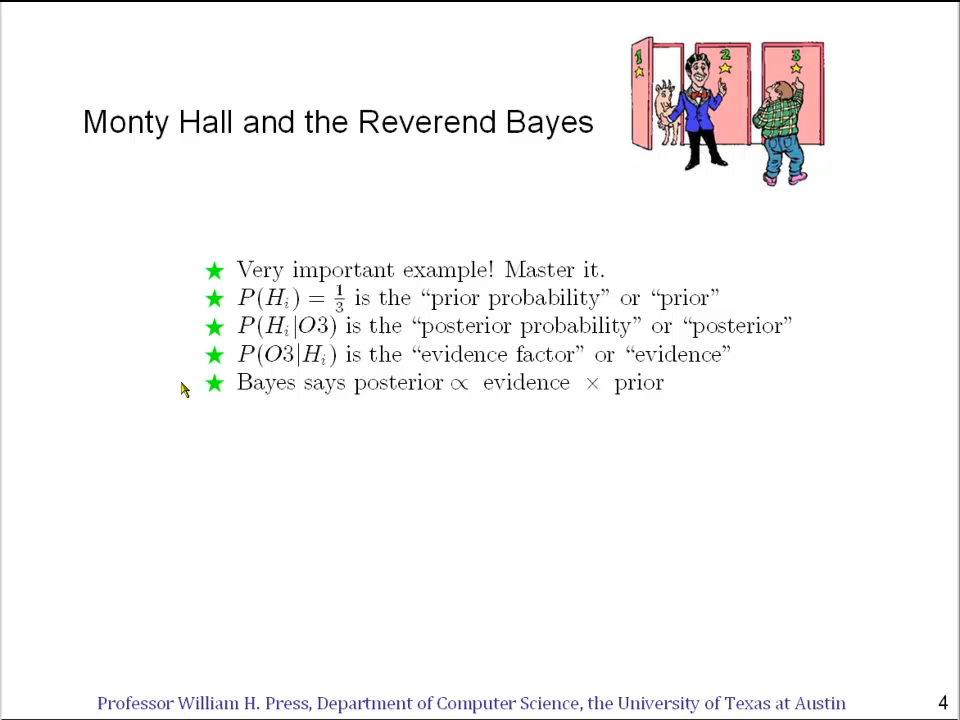 1 2 3
Monty Hall and the Reverend Bayes
★ Very important example! Master it.
★ P(H_i) = 1/3 is the “prior probability” or “prior”
★ P(H_i|O3) is the “posterior probability” or “posterior”
★ P(O3|H_i) is the “evidence factor” or “evidence”
★ Bayes says posterior ∝ evidence × prior
Professor William H. Press, Department of Computer Science, the University of Texas at Austin 4